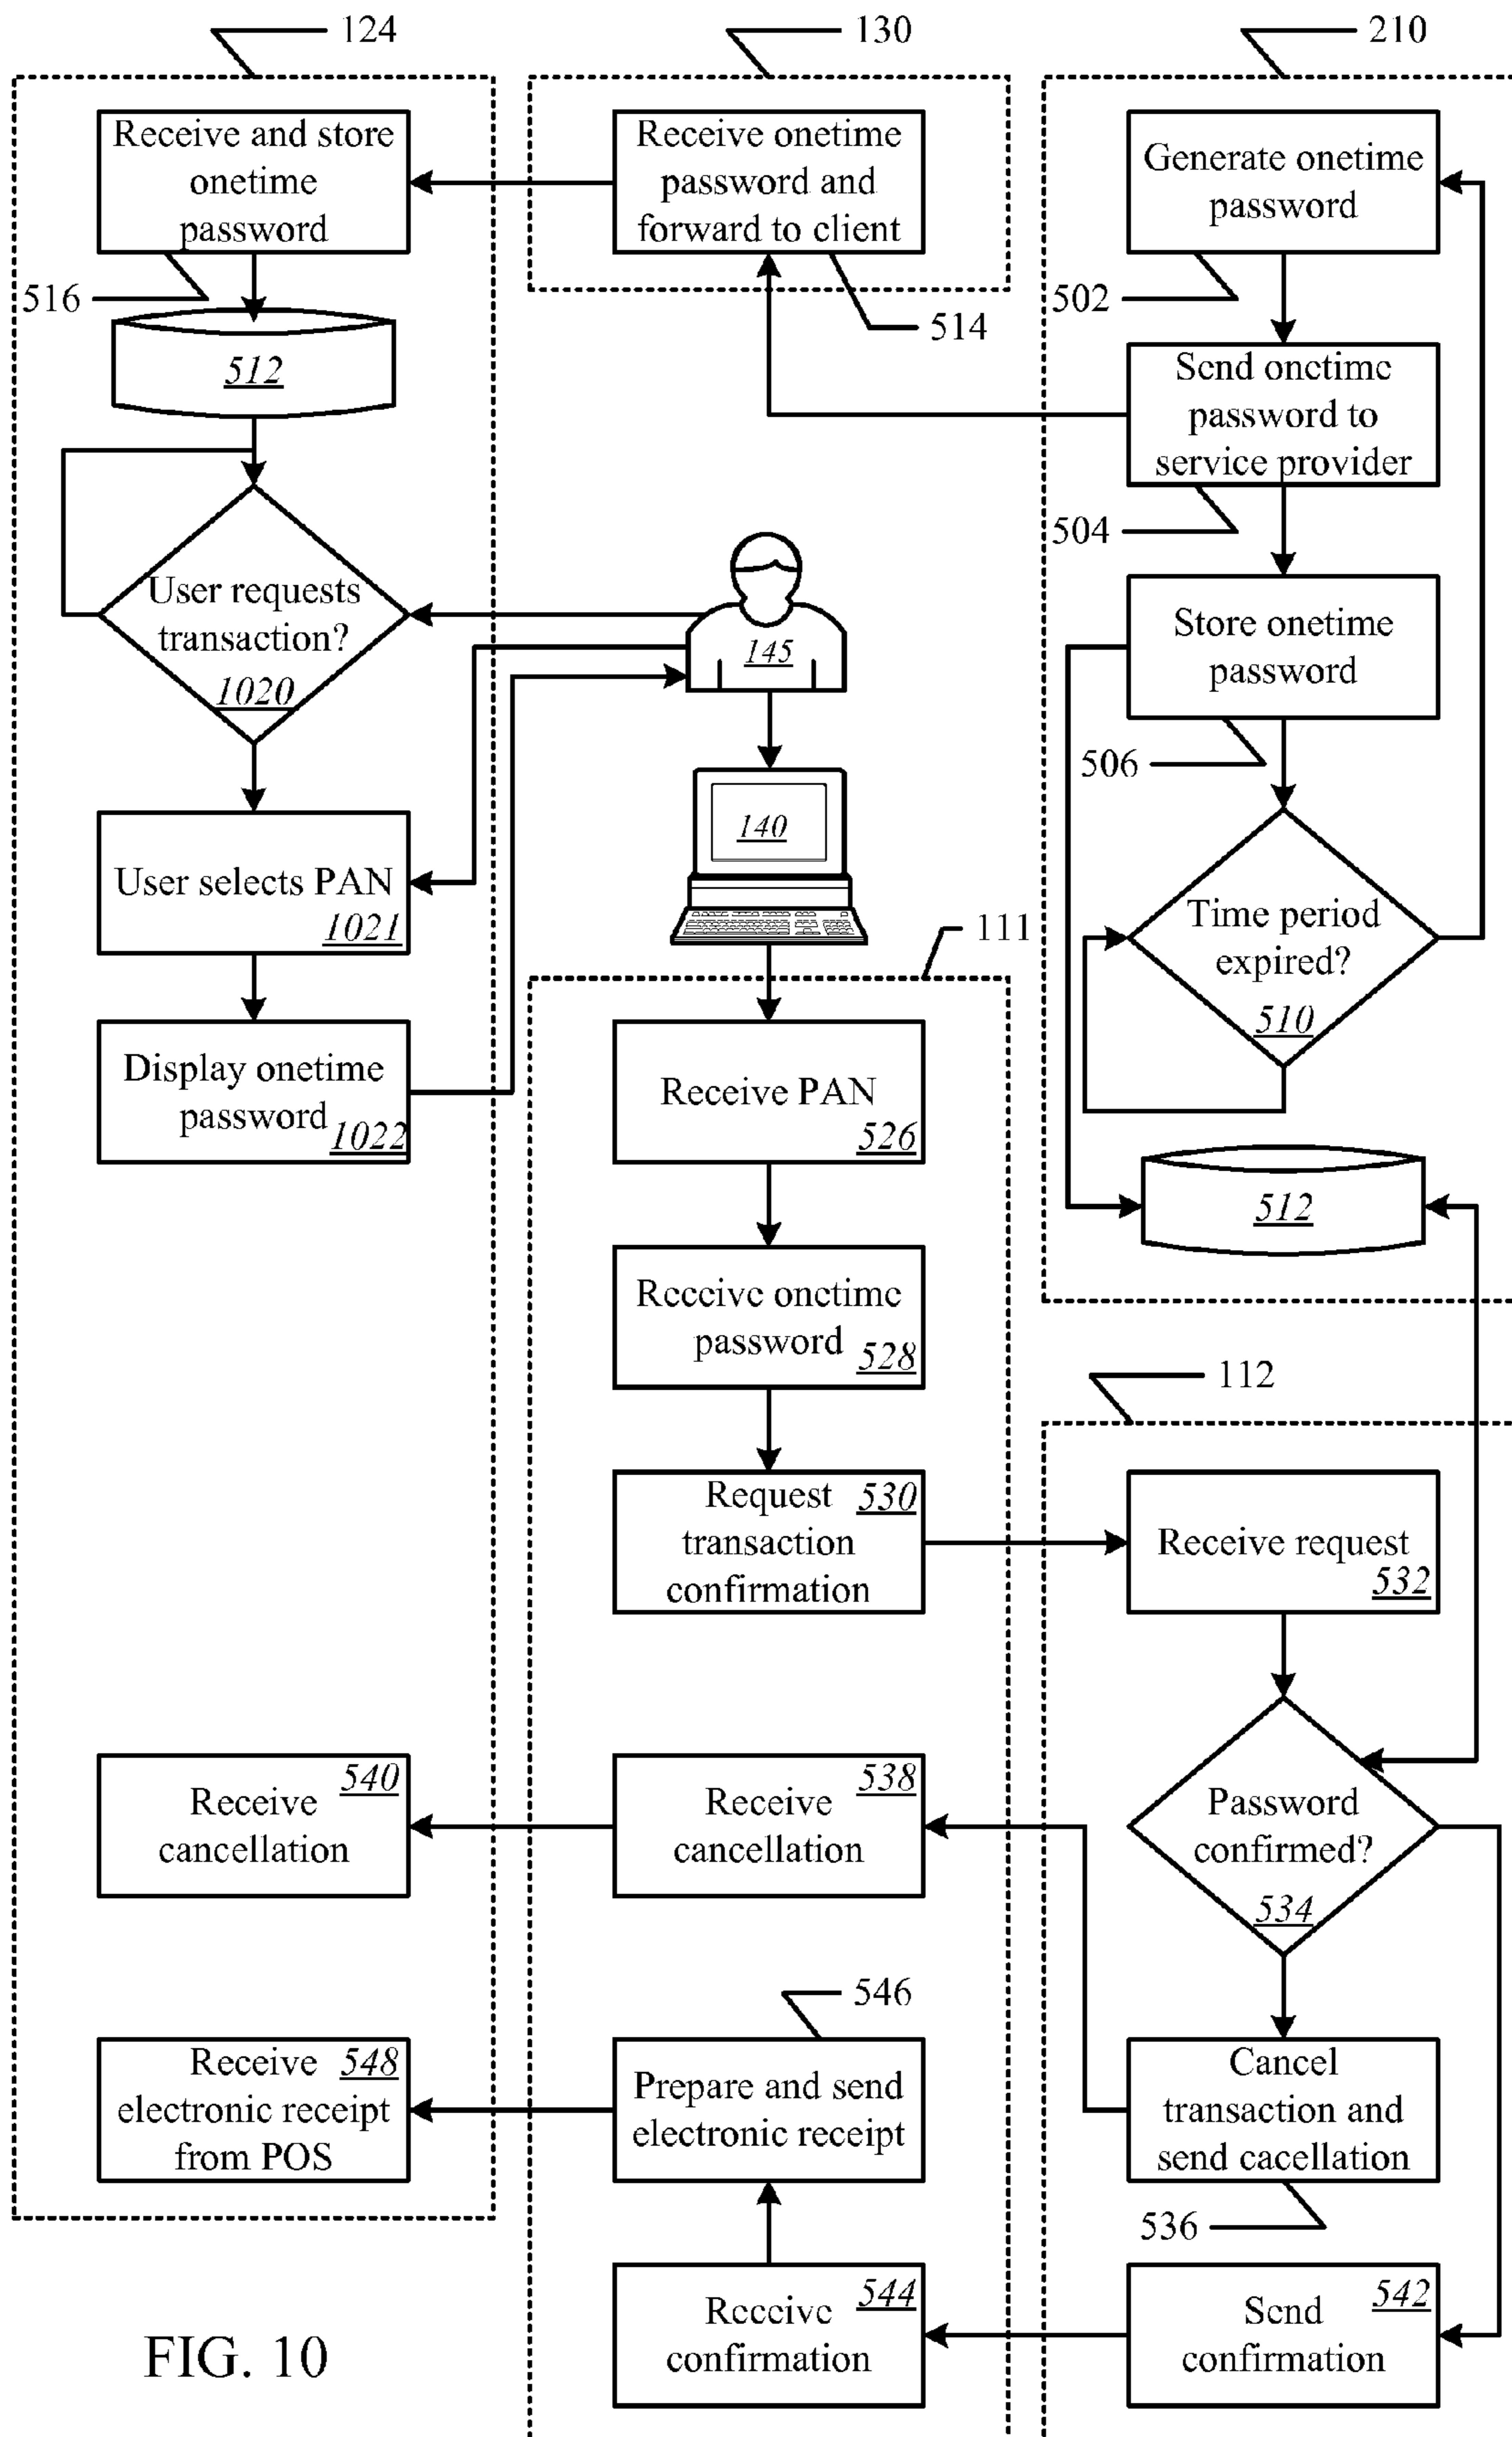 124
130
210
Receive and store
onetime
password
516
512
User requests
transaction?
1020
User selects PAN
1021
Display onetime
password
1022
540
Receive
cancellation
Receive 548
electronic receipt
from POS
Receive onetime
password and
forward to client
514
145
140
111
Receive PAN
526
Receive onetime
password 528
Request 530
transaction
confirmation
538
Receive
cancellation
546
Prepare and send
electronic receipt
544
Receive
confirmation
Generate onetime
password
502
Send onetime
password to
service provider
504
Store onetime
password
506
Time period
expired?
510
512
112
Receive request
532
Password
confirmed?
534
Cancel
transaction and
send cacellation
536
542
Send
confirmation
FIG. 10